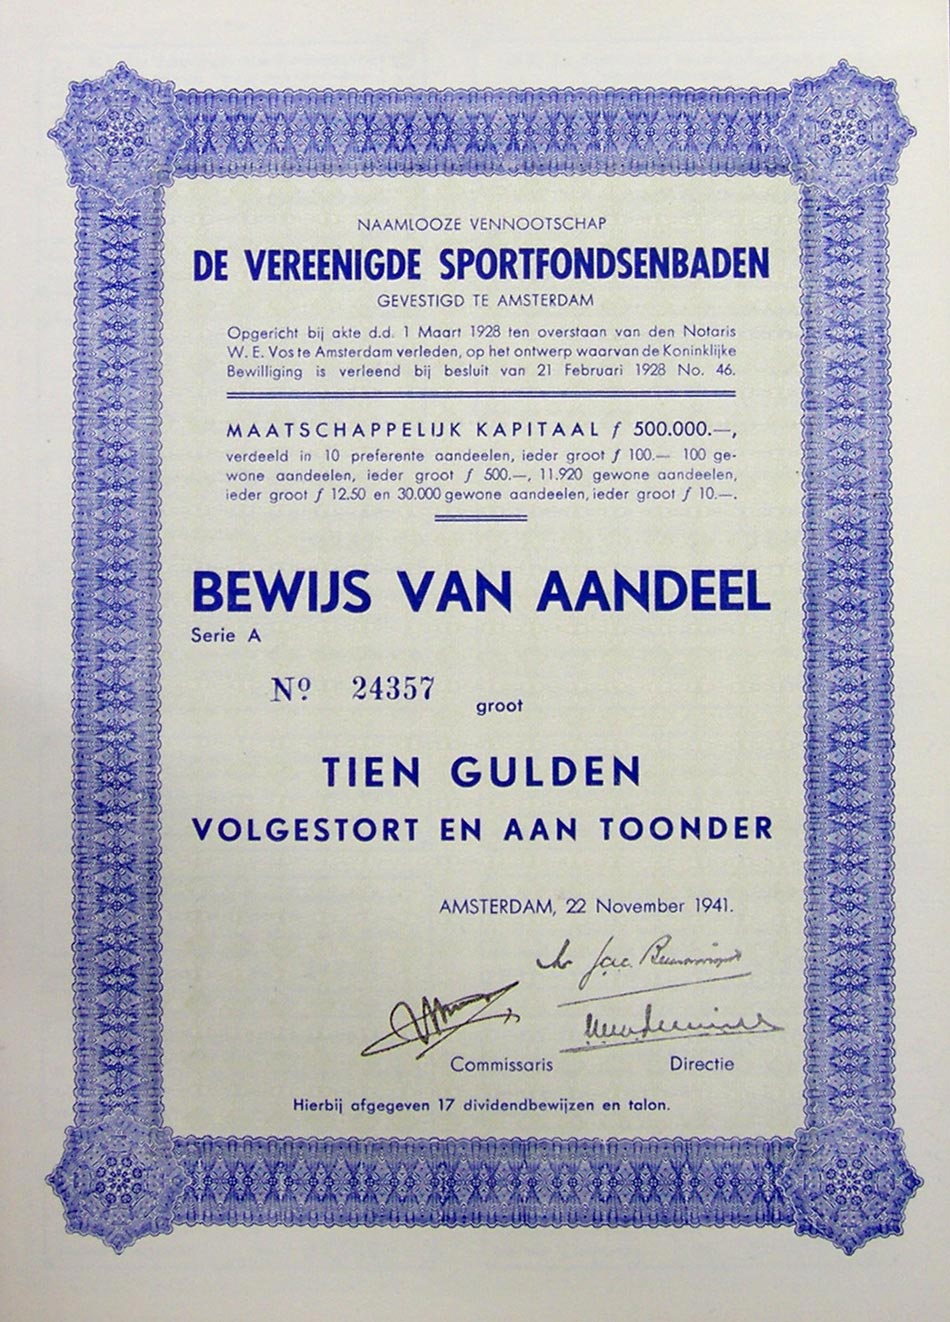 NAAMLOOZE VENNOOTSCHAP
DE VEREENIGDE SPORTFONDSENBADEN
GEVESTIGD TE AMSTERDAM
Opgericht bij akte d.d. 1 Maart 1928 ten overstaan van den Notaris
W. E. Vos te Amsterdam verleden, op het ontwerp waarvan de Koninklijke
Bewilliging is verleend bij besluit van 21 Februari 1928 No. 46.
MAATSCHAPPELIJK KAPITAAL ƒ 500.000.—,
verdeeld in 10 preferente aandeelen, ieder groot ƒ 100.— 100 ge-
wone aandeelen, ieder groot ƒ 500.—, 11.920 gewone aandeelen,
ieder groot ƒ 12.50 en 30.000 gewone aandeelen, ieder groot ƒ 10.—.
BEWIJS VAN AANDEEL
Serie A
Nº 24357
groot
TIEN GULDEN
VOLGESTORT EN AAN TOONDER
AMSTERDAM, 22 November 1941.
Jac.
Commissaris Directie
Hierbij afgegeven 17 dividendbewijzen en talon.